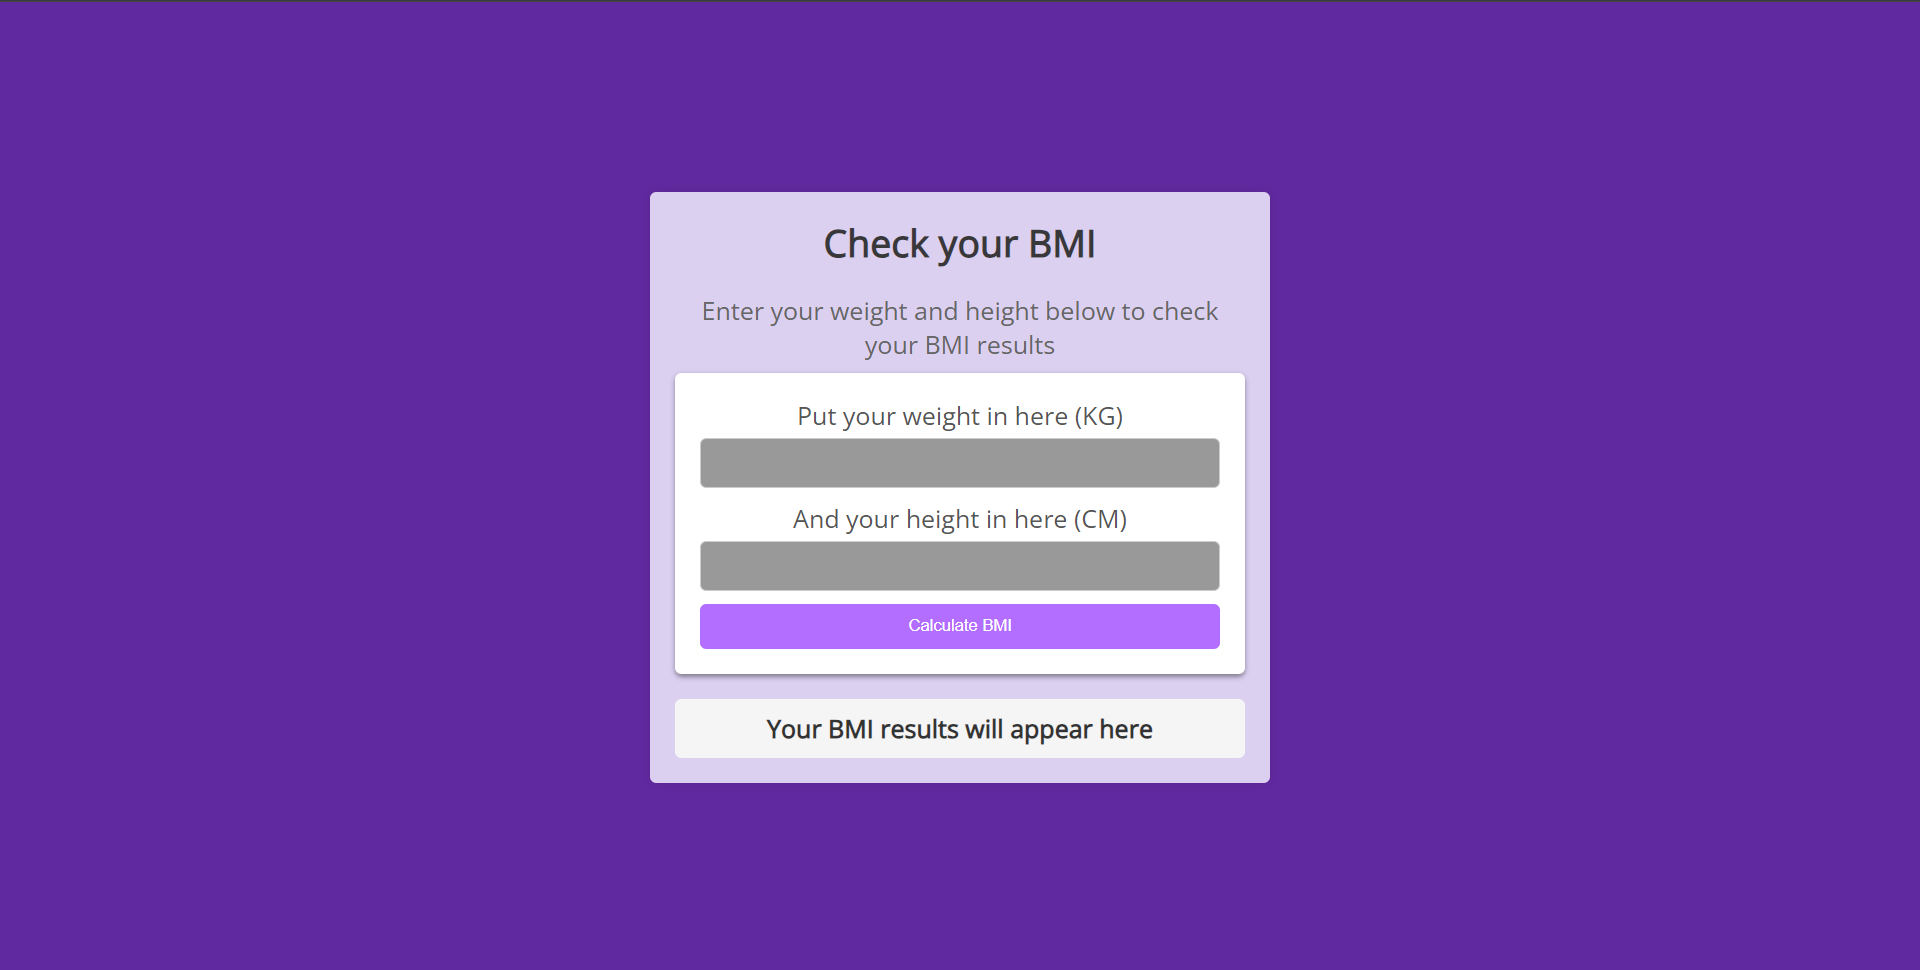 Check your BMI
Enter your weight and height below to check
your BMI results
Put your weight in here (KG)
And your height in here (CM)
Calculate BMI
Your BMI results will appear here